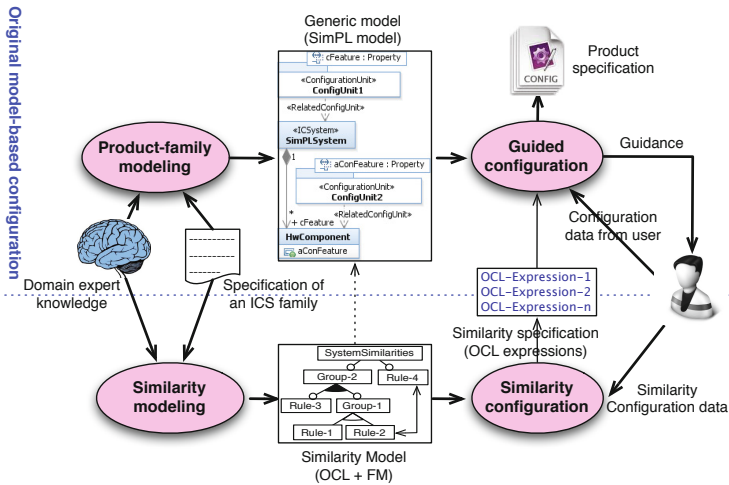 Original model-based configuration
Generic model
(SimPL model)
cFeature : Property
«ConfigurationUnit»
ConfigUnit1
«RelatedConfigUnit»
«ICSystem»
SimPLSystem
1
aConFeature : Property
«ConfigurationUnit»
ConfigUnit2
*
«RelatedConfigUnit»
+ cFeature
HwComponent
aConFeature
Product-family
modeling
CONFIG
Product
specification
Guided
configuration
Guidance
Configuration
data from user
Domain expert
knowledge
Specification of
an ICS family
OCL-Expression-1
OCL-Expression-2
OCL-Expression-n
Similarity specification
(OCL expressions)
Similarity
modeling
SystemSimilarities
Group-2
Rule-4
Rule-3
Group-1
Rule-1
Rule-2
Similarity Model
(OCL + FM)
Similarity
configuration
Similarity
Configuration data